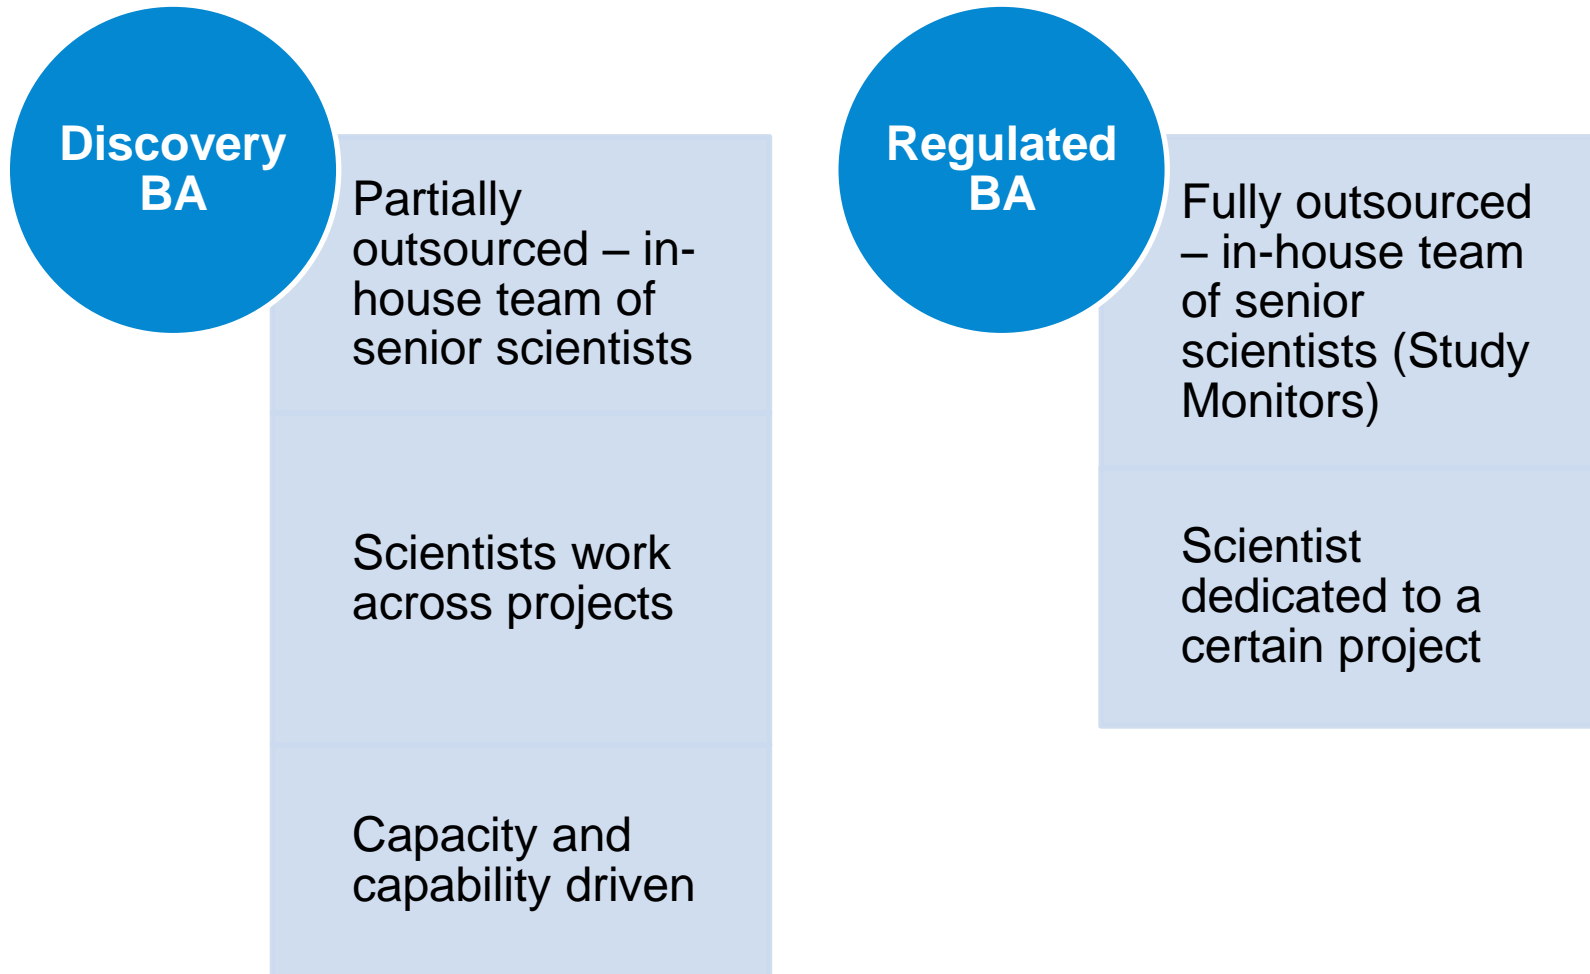 Discovery
BA
Partially
outsourced – in-
house team of
senior scientists
Scientists work
across projects
Capacity and
capability driven
Regulated
BA
Fully outsourced
– in-house team
of senior
scientists (Study
Monitors)
Scientist
dedicated to a
certain project